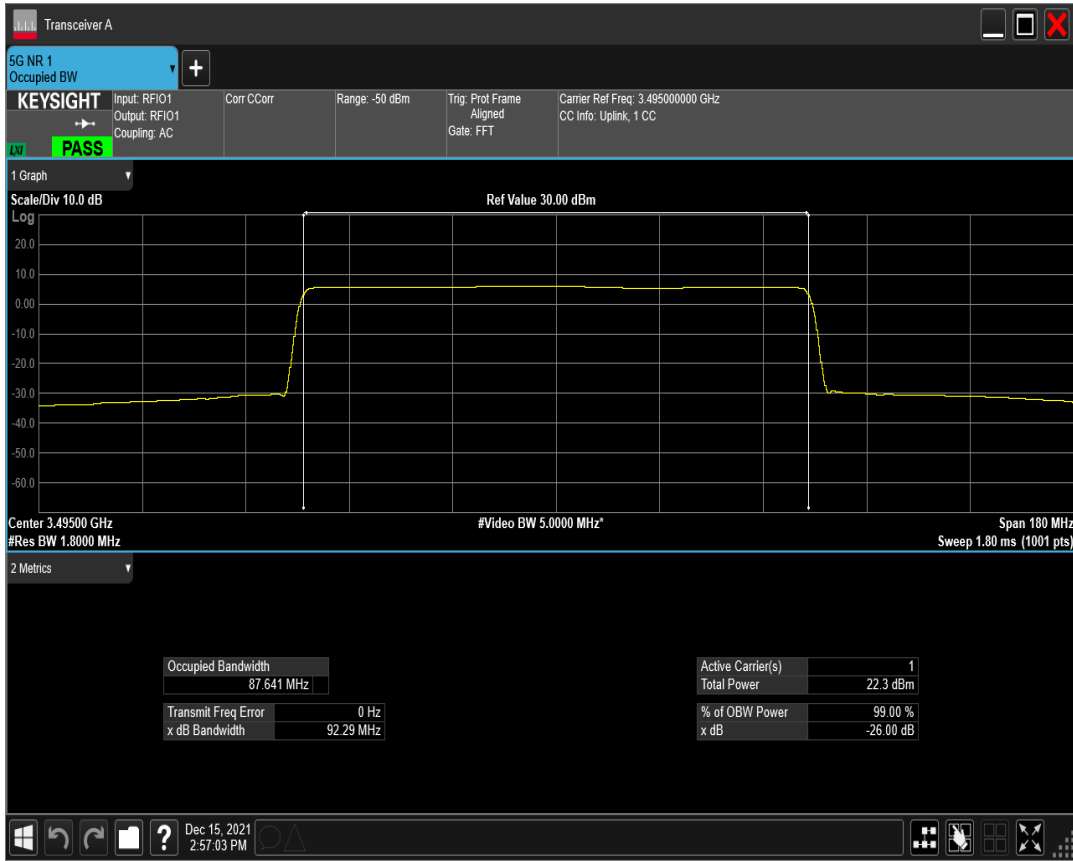 Transceiver A
5G NR 1
Occupied BW
KEYSIGHT
Input: RFIO1
Output: RFIO1
Coupling: AC
Corr CCorr
Range: -50 dBm
Trig: Prot Frame
Aligned
Gate: FFT
Carrier Ref Freq: 3.495000000 GHz
CC Info: Uplink, 1 CC
LXI
PASS
1 Graph
Scale/Div 10.0 dB
Ref Value 30.00 dBm
Log
20.0
10.0
0.00
-10.0
-20.0
-30.0
-40.0
-50.0
-60.0
Center 3.49500 GHz
#Video BW 5.0000 MHz*
Span 180 MHz
#Res BW 1.8000 MHz
Sweep 1.80 ms (1001 pts)
2 Metrics
Occupied Bandwidth
87.641 MHz
Transmit Freq Error 0 Hz
x dB Bandwidth 92.29 MHz
Active Carrier(s) 1
Total Power 22.3 dBm
% of OBW Power 99.00 %
x dB -26.00 dB
Dec 15, 2021
2:57:03 PM